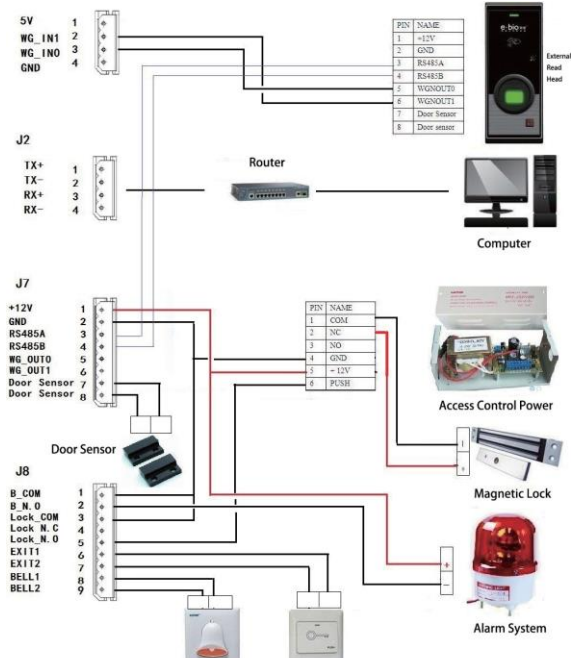 5V 1
WG_IN1 2
WG_IN0 3
GND 4
PIN NAME
1 +12V
2 GND
3 RS485A
4 RS485B
5 WGNOUT0
6 WGNOUT1
7 Door Sensor
8 Door sensor
e-bio
External
Read
Head
J2
TX+ 1
TX- 2
RX+ 3
RX- 4
Router
Computer
J7
+12V 1
GND 2
RS485A 3
RS485B 4
WG_OUT0 5
WG_OUT1 6
Door Sensor 7
Door Sensor 8
PIN NAME
1 COM
2 NC
3 NO
4 GND
5 + 12V
6 PUSH
Access Control Power
Door Sensor
Magnetic Lock
J8
B_COM 1
B_N.O 2
Lock_COM 3
Lock N.C 4
Lock_N.O 5
EXIT1 6
EXIT2 7
BELL1 8
BELL2 9
+
−
Alarm System